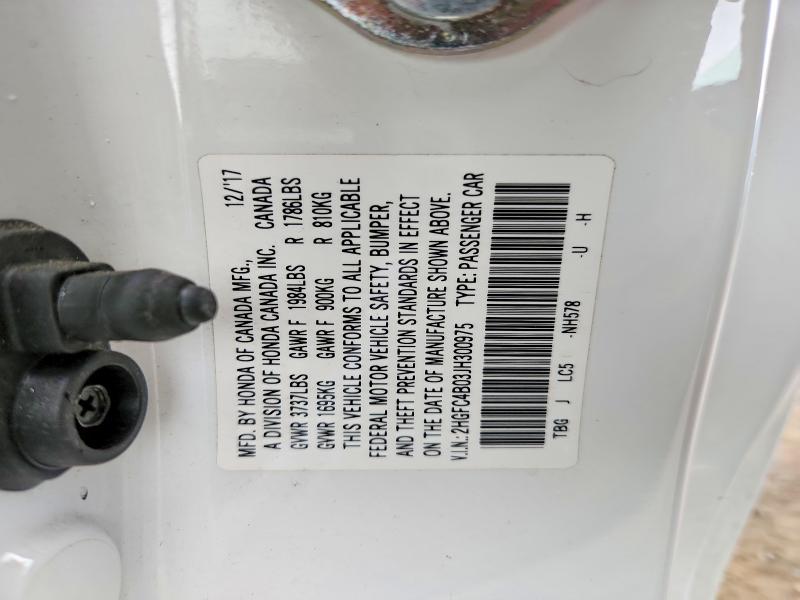 MFD. BY HONDA OF CANADA MFG., 12/'17
A DIVISION OF HONDA CANADA INC. CANADA
GVWR 3737LBS GAWR F 1984LBS R 1786LBS
GVWR 1695KG GAWR F 900KG R 810KG
THIS VEHICLE CONFORMS TO ALL APPLICABLE
FEDERAL MOTOR VEHICLE SAFETY, BUMPER,
AND THEFT PREVENTION STANDARDS IN EFFECT
ON THE DATE OF MANUFACTURE SHOWN ABOVE.
V.I.N.: 2HGFC4B03JH300975 TYPE: PASSENGER CAR
TBG J LC5 -NH578 -U -H